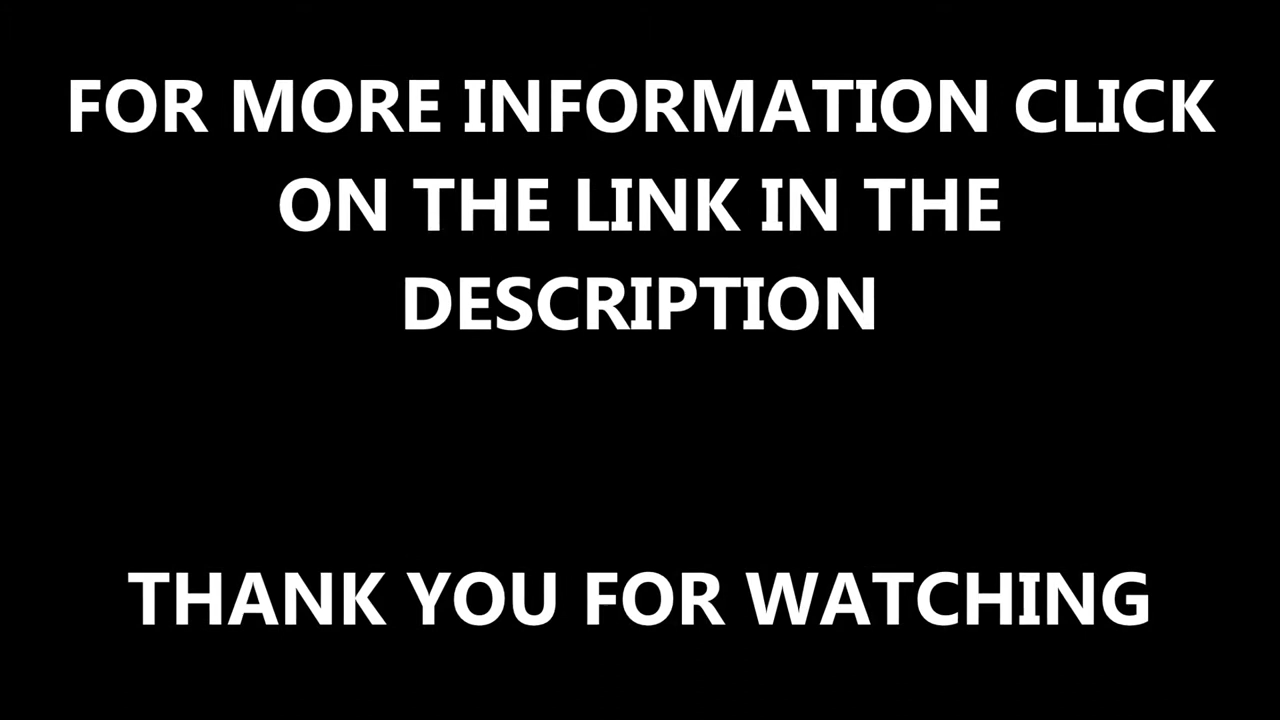 FOR MORE INFORMATION CLICK
ON THE LINK IN THE
DESCRIPTION
THANK YOU FOR WATCHING